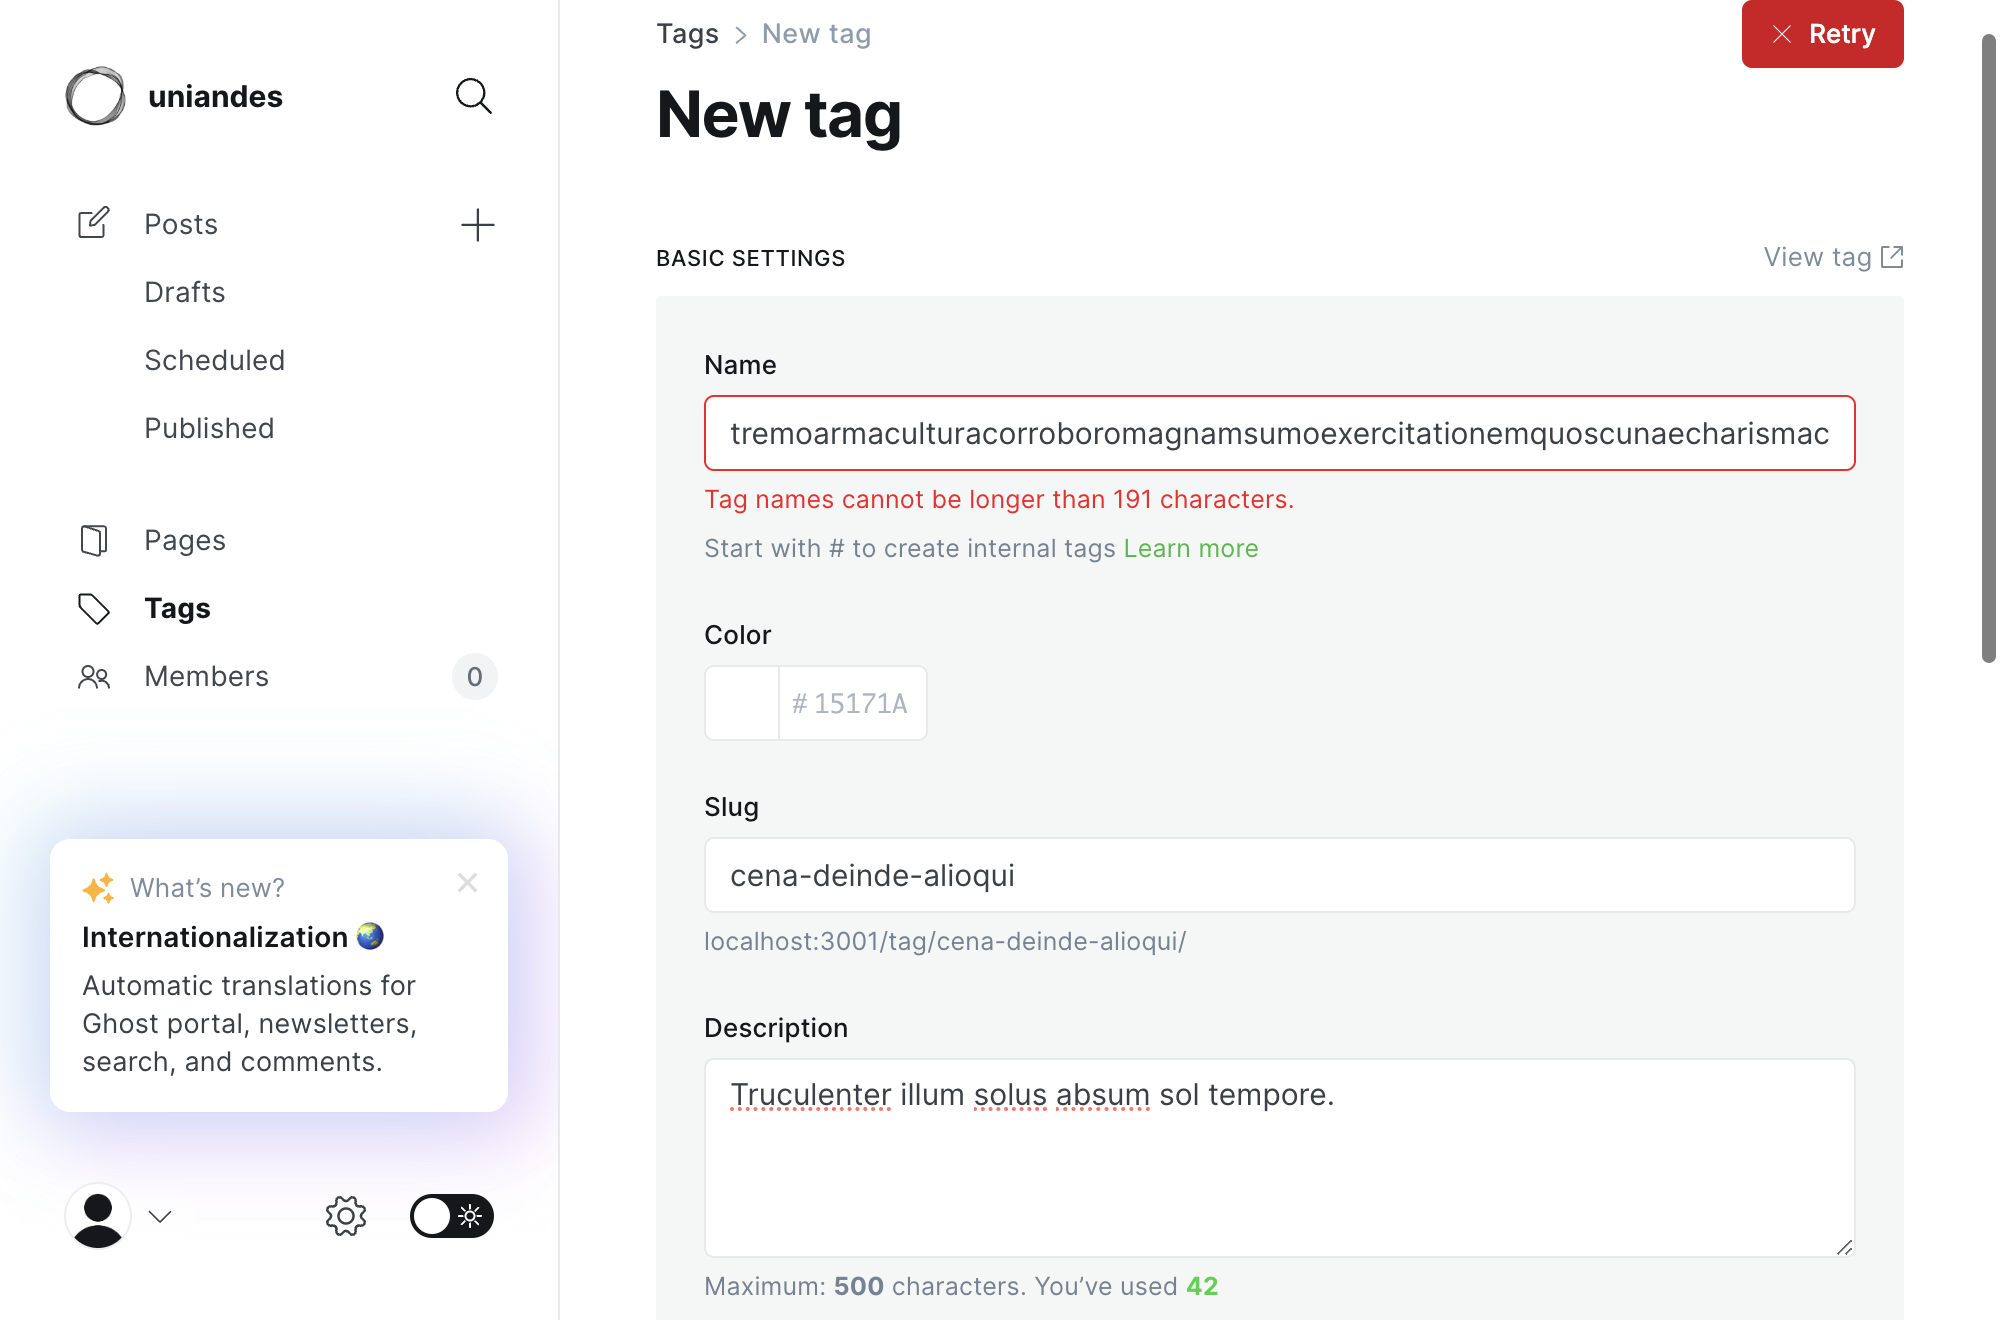 uniandes
Posts
Drafts
Scheduled
Published
Pages
Tags
Members
0
What's new?
Internationalization
Automatic translations for
Ghost portal, newsletters,
search, and comments.
Tags > New tag
Retry
New tag
BASIC SETTINGS
View tag
Name
tremoarmaculturacorroboromagnamsumoexercitationemquoscunaecharismac
Tag names cannot be longer than 191 characters.
Start with # to create internal tags Learn more
Color
# 15171A
Slug
cena-deinde-alioqui
localhost:3001/tag/cena-deinde-alioqui/
Description
Truculenter illum solus absum sol tempore.
Maximum: 500 characters. You’ve used 42